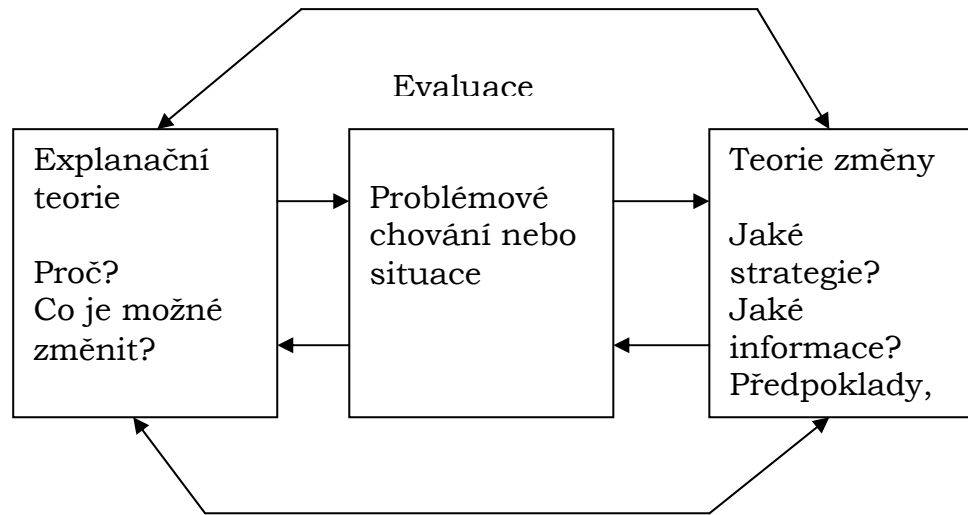 Evaluace
Explanační
teorie
Proč?
Co je možné
změnit?
Problémové
chování nebo
situace
Teorie změny
Jaké
strategie?
Jaké
informace?
Předpoklady,